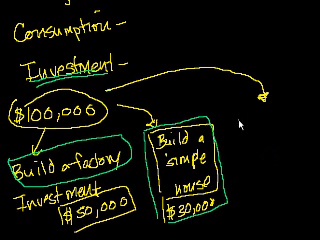 Consumption -
Investment -
$100,000
Build a factory
Investment
$50,000
Build a
simple
house
$30,000